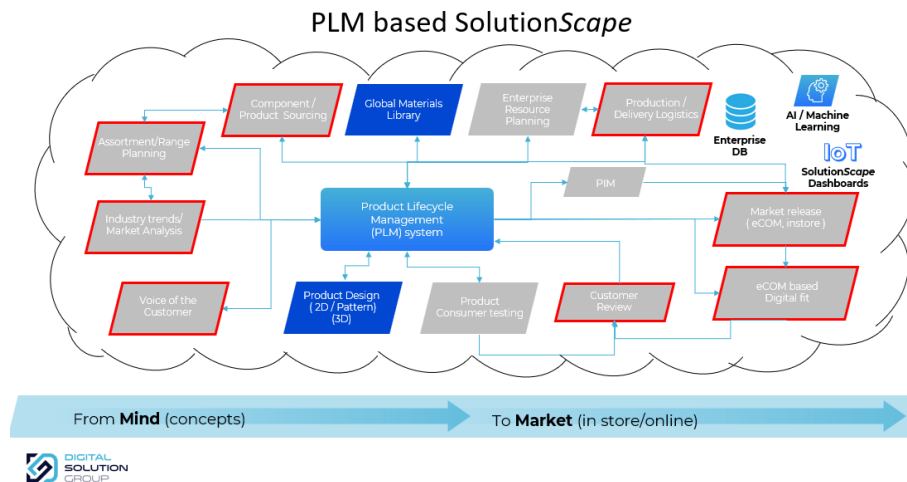 PLM based SolutionScape
Component /
Product Sourcing
Global Materials
Library
Enterprise
Resource
Planning
Production /
Delivery Logistics
Enterprise
DB
AI / Machine
Learning
IoT
SolutionScape
Dashboards
Assortment/Range
Planning
Industry trends/
Market Analysis
Voice of the
Customer
Product Lifecycle
Management
(PLM) system
PIM
Market release
( eCOM, instore )
Product Design
( 2D / Pattern)
(3D)
Product
Consumer testing
Customer
Review
eCOM based
Digital fit
From Mind (concepts)
To Market (in store/online)
DIGITAL
SOLUTION
GROUP